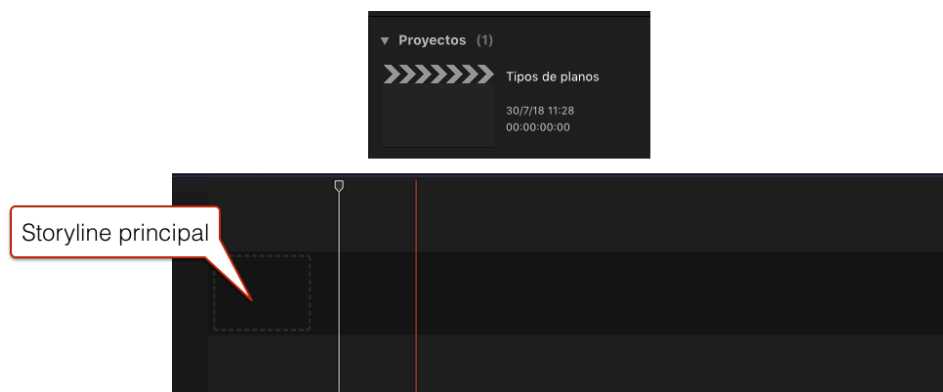 Proyectos (1)
Tipos de planos
30/7/18 11:28
00:00:00:00
Storyline principal